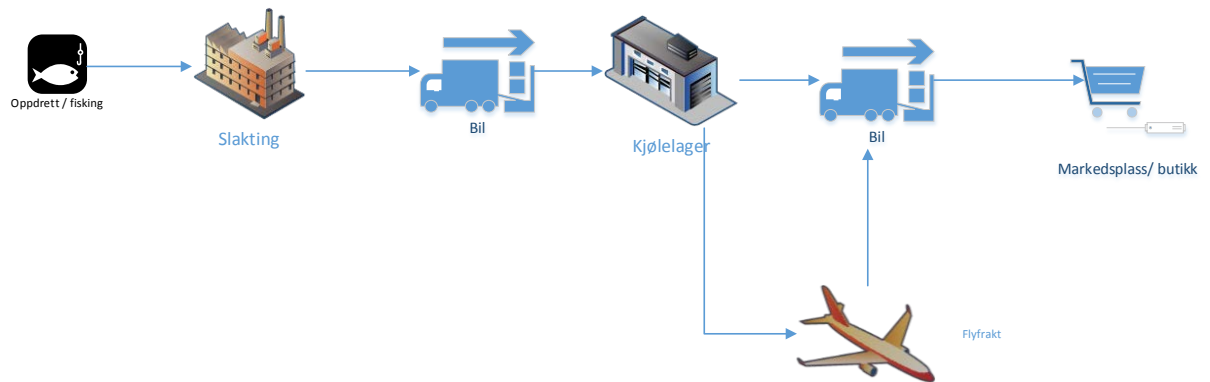 Oppdrett / fisking
Slakting
Bil
Kjølelager
Bil
Markedsplass/ butikk
Flyfrakt